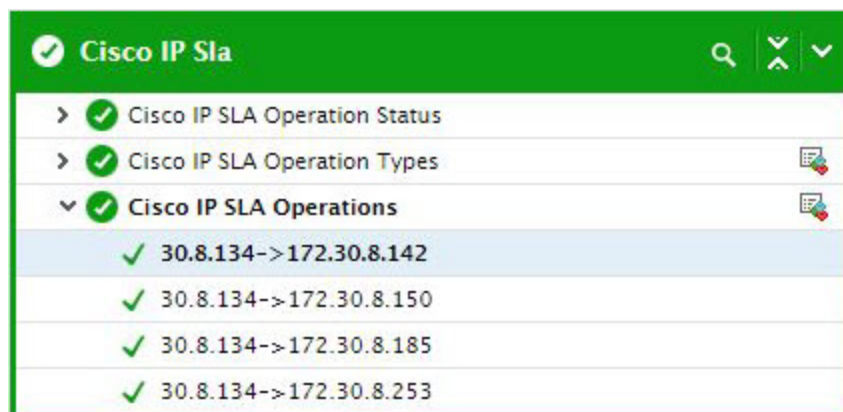 Cisco IP Sla
Cisco IP SLA Operation Status
Cisco IP SLA Operation Types
Cisco IP SLA Operations
30.8.134->172.30.8.142
30.8.134->172.30.8.150
30.8.134->172.30.8.185
30.8.134->172.30.8.253